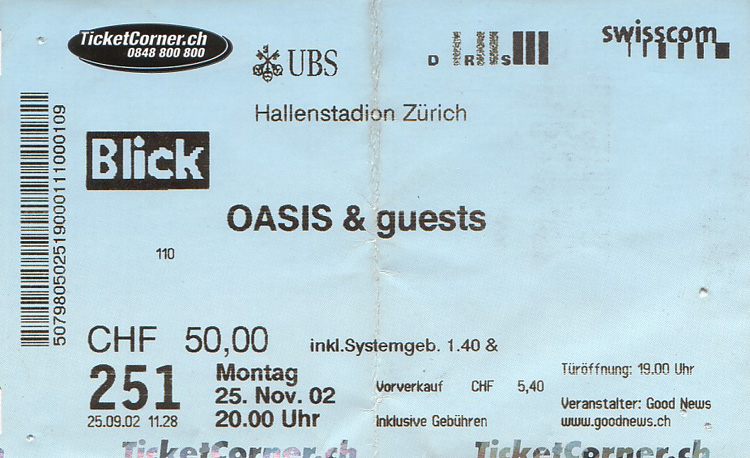 TicketCorner.ch
0848 800 800
UBS
DRS III
swisscom
Hallenstadion Zürich
Blick
OASIS & guests
110
5079805025190001110001​09
CHF 50,00 inkl.Systemgeb. 1.40 &
251
Montag
25. Nov. 02
20.00 Uhr
25.09.02 11.28
Vorverkauf CHF 5,40
inklusive Gebühren
Türöffnung: 19.00 Uhr
Veranstalter: Good News
www.goodnews.ch
TicketCorner.ch TicketCorner.ch